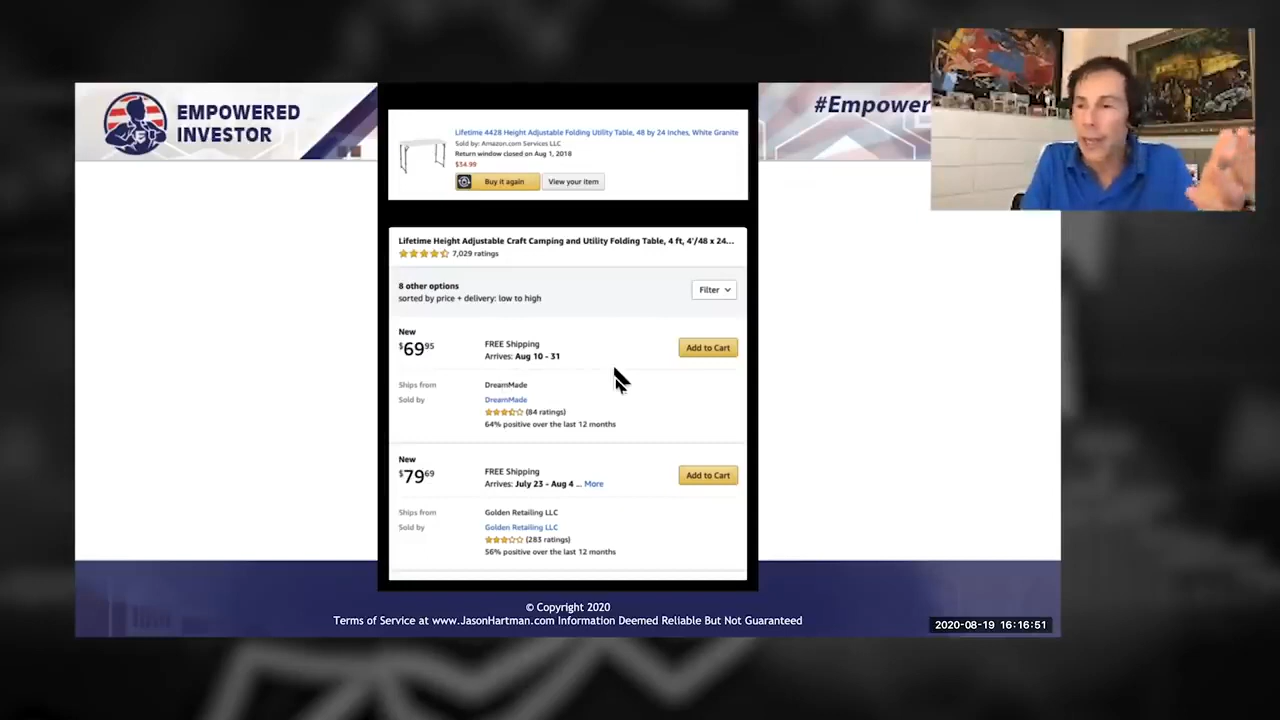 EMPOWERED
INVESTOR
#Empower
Lifetime 4428 Height Adjustable Folding Utility Table, 48 by 24 Inches, White Granite
Sold by: Amazon.com Services LLC
Return window closed on Aug 1, 2018
$34.99
Buy it again
View your item
Lifetime Height Adjustable Craft Camping and Utility Folding Table, 4 ft, 4'/48 x 24...
7,029 ratings
8 other options
sorted by price + delivery: low to high
Filter
New
$69 95
FREE Shipping
Arrives: Aug 10 - 31
Add to Cart
Ships from
DreamMade
Sold by
DreamMade
(84 ratings)
64% positive over the last 12 months
New
$79 69
FREE Shipping
Arrives: July 23 - Aug 4 ... More
Add to Cart
Ships from
Golden Retailing LLC
Sold by
Golden Retailing LLC
(283 ratings)
56% positive over the last 12 months
© Copyright 2020
Terms of Service at www.JasonHartman.com Information Deemed Reliable But Not Guaranteed
2020-08-19 16:16:51